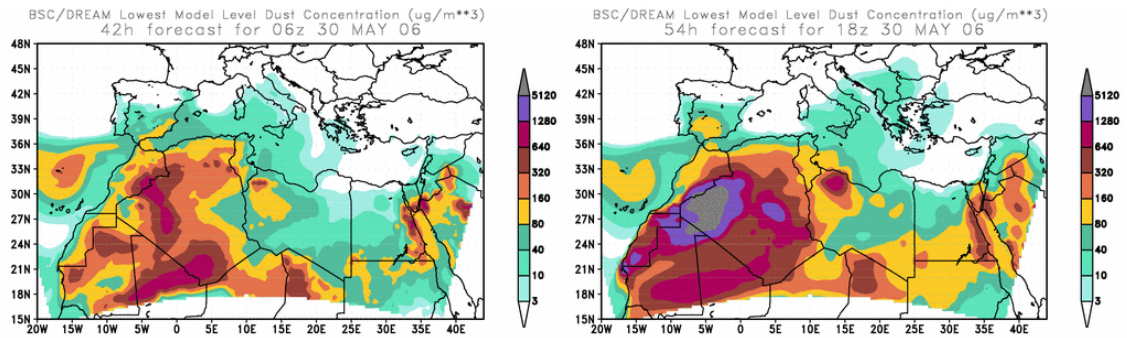 BSC/DREAM Lowest Model Level Dust Concentration (ug/m**3)
42h forecast for 06z 30 MAY 06
48N
45N
42N
39N
36N
33N
30N
27N
24N
21N
18N
15N
20W 15W 10W 5W 0 5E 10E 15E 20E 25E 30E 35E 40E
5120
1280
640
320
160
80
40
10
3
BSC/DREAM Lowest Model Level Dust Concentration (ug/m**3)
54h forecast for 18z 30 MAY 06
48N
45N
42N
39N
36N
33N
30N
27N
24N
21N
18N
15N
20W 15W 10W 5W 0 5E 10E 15E 20E 25E 30E 35E 40E
5120
1280
640
320
160
80
40
10
3